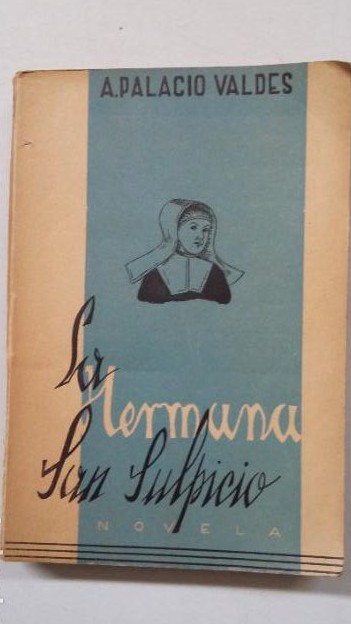 A. PALACIO VALDES
La
Hermana
San Sulpicio
NOVELA